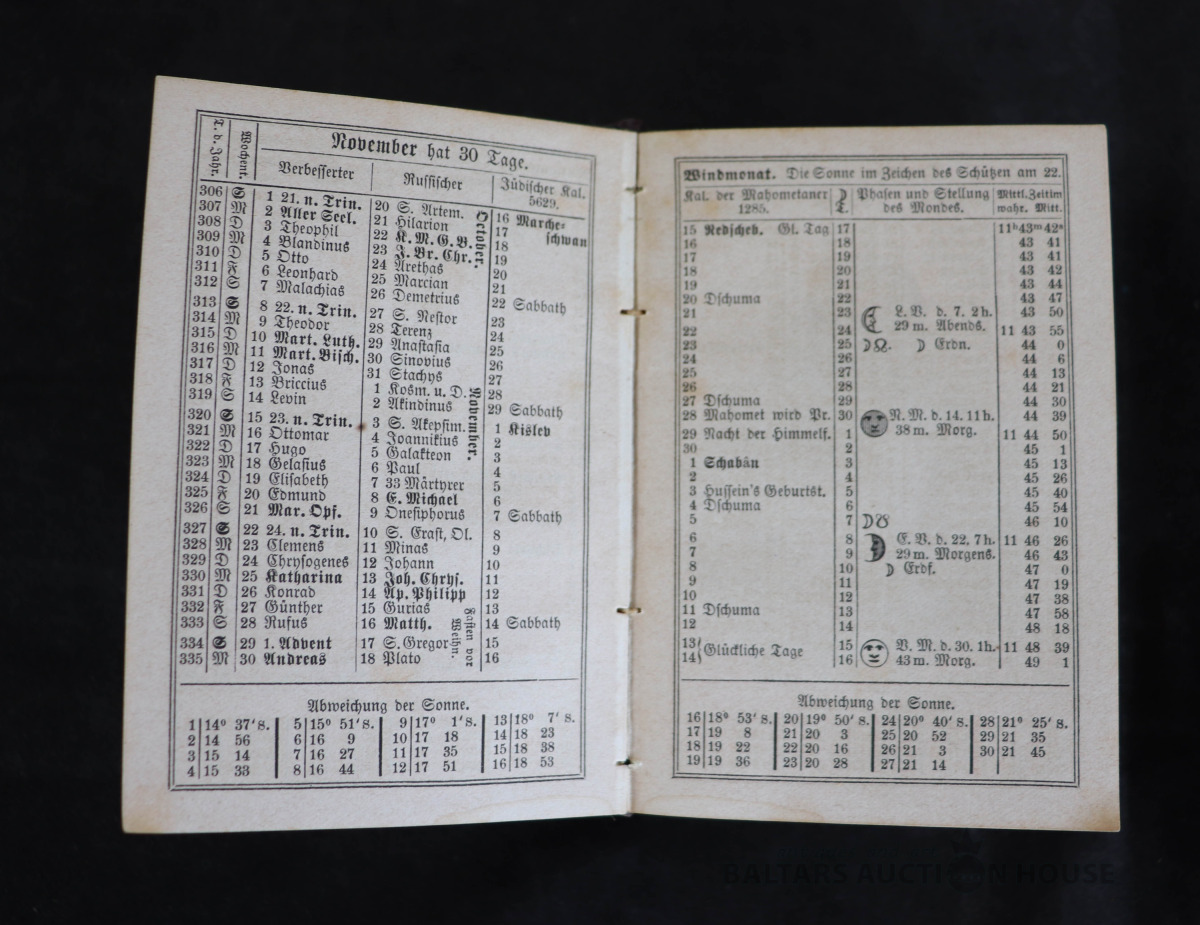 November hat 30 Tage.
T. d. Jahr. Wochent. Verbesserter Russischer Jüdischer Kal. 5629.
306 S 1 21. n. Trin. 20 S. Artem. 16 Marche-
307 M 2 Aller Seel. 21 Hilarion 17 schwan
308 D 3 Theophil 22 K. M. G. B. 18
309 M 4 Blandinus 23 J. Br. Chr. 19
310 D 5 Otto 24 Arethas 20
311 F 6 Leonhard 25 Marcian 21
312 S 7 Malachias 26 Demetrius 22 Sabbath
October.
313 S 8 22. n. Trin. 27 S. Nestor 23
314 M 9 Theodor 28 Terenz 24
315 D 10 Mart. Luth. 29 Anastasia 25
316 M 11 Mart. Bisch. 30 Sinovius 26
317 D 12 Jonas 31 Stachys 27
318 F 13 Briccius 1 Kosm. u. D. 28
319 S 14 Levin 2 Akindinus 29 Sabbath
320 S 15 23. n. Trin. 3 S. Akepsim. 1 Kislev
321 M 16 Ottomar 4 Joannikius 2
322 D 17 Hugo 5 Galakteon 3
323 M 18 Gelasius 6 Paul 4
324 D 19 Elisabeth 7 33 Märtyrer 5
325 F 20 Edmund 8 E. Michael 6
326 S 21 Mar. Opf. 9 Onesiphorus 7 Sabbath
November.
327 S 22 24. n. Trin. 10 S. Erast, Ol. 8
328 M 23 Clemens 11 Minas 9
329 D 24 Chrysogenes 12 Johann 10
330 M 25 Katharina 13 Joh. Chrys. 11
331 D 26 Konrad 14 Ap. Philipp 12
332 F 27 Günther 15 Gurias 13
333 S 28 Rufus 16 Matth. 14 Sabbath
334 S 29 1. Advent 17 S. Gregor 15
335 M 30 Andreas 18 Plato 16
Fasten vor
Weihn.
Abweichung der Sonne.
1 14° 37' S. 5 15° 51' S. 9 17° 1' S. 13 18° 7' S.
2 14 56 6 16 9 10 17 18 14 18 23
3 15 14 7 16 27 11 17 35 15 18 38
4 15 33 8 16 44 12 17 51 16 18 53
Windmonat. Die Sonne im Zeichen des Schützen am 22.
Kal. der Mahometaner 1285. ☽ T. Phasen und Stellung des Mondes. Mittl. Zeit im wahr. Mitt.
15 Redscheb. Gl. Tag 17 11h 43m 42s
16 18 43 41
17 19 43 41
18 20 43 42
19 21 43 44
20 Dschuma 22 43 47
21 23 L. V. d. 7. 2 h. 43 50
22 24 29 m. Abends. 11 43 55
23 25 ☽☊. ☽ Erdn. 44 0
24 26 44 6
25 27 44 13
26 28 44 21
27 Dschuma 29 44 30
28 Mahomet wird Pr. 30 N. M. d. 14. 11 h. 44 39
29 Nacht der Himmelf. 1 38 m. Morg. 11 44 50
30 2 45 1
1 Schabân 3 45 13
2 4 45 26
3 Hussein's Geburtst. 5 45 40
4 Dschuma 6 45 54
5 7 ☽☋ 46 10
6 8 E. V. d. 22. 7 h. 11 46 26
7 9 29 m. Morgens. 46 43
8 10 ☽ Erdf. 47 0
9 11 47 19
10 12 47 38
11 Dschuma 13 47 58
12 14 48 18
13 Glückliche Tage 15 V. M. d. 30. 1 h. 11 48 39
14 16 43 m. Morg. 49 1
Abweichung der Sonne.
16 18° 53' S. 20 19° 50' S. 24 20° 40' S. 28 21° 25' S.
17 19 8 21 20 3 25 20 52 29 21 35
18 19 22 22 20 16 26 21 3 30 21 45
19 19 36 23 20 28 27 21 14
BALTARS AUCTION HOUSE